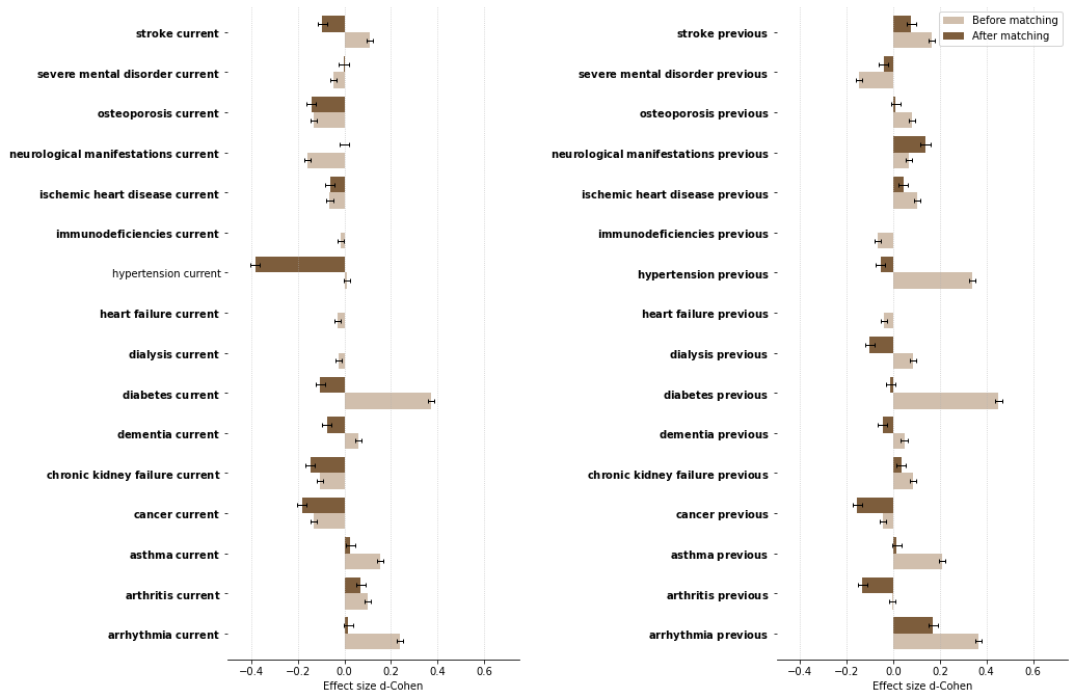 stroke current
severe mental disorder current
osteoporosis current
neurological manifestations current
ischemic heart disease current
immunodeficiencies current
hypertension current
heart failure current
dialysis current
diabetes current
dementia current
chronic kidney failure current
cancer current
asthma current
arthritis current
arrhythmia current
−0.4 −0.2 0.0 0.2 0.4 0.6
Effect size d-Cohen
Before matching
After matching
stroke previous
severe mental disorder previous
osteoporosis previous
neurological manifestations previous
ischemic heart disease previous
immunodeficiencies previous
hypertension previous
heart failure previous
dialysis previous
diabetes previous
dementia previous
chronic kidney failure previous
cancer previous
asthma previous
arthritis previous
arrhythmia previous
−0.4 −0.2 0.0 0.2 0.4 0.6
Effect size d-Cohen